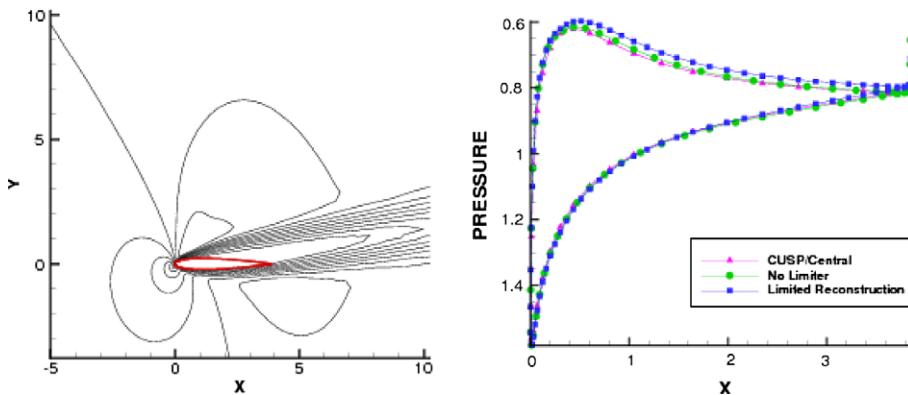 10
5
0
Y
-5
0
5
10
X
0.6
0.8
1
1.2
1.4
PRESSURE
CUSP/Central
No Limiter
Limited Reconstruction
0
1
2
3
X